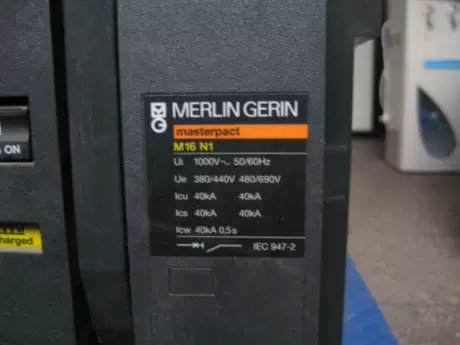 MERLIN GERIN
masterpact
M16 N1
Ui 1000V~ 50/60Hz
Ue 380/440V 480/690V
Icu 40kA 40kA
Ics 40kA 40kA
Icw 40kA 0,5s
IEC 947-2
ON
harged